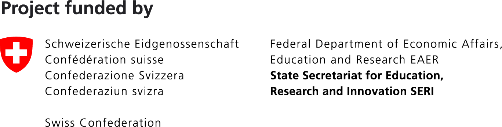 Project funded by
Schweizerische Eidgenossenschaft
Confédération suisse
Confederazione Svizzera
Confederaziun svizra
Swiss Confederation
Federal Department of Economic Affairs,
Education and Research EAER
State Secretariat for Education,
Research and Innovation SERI